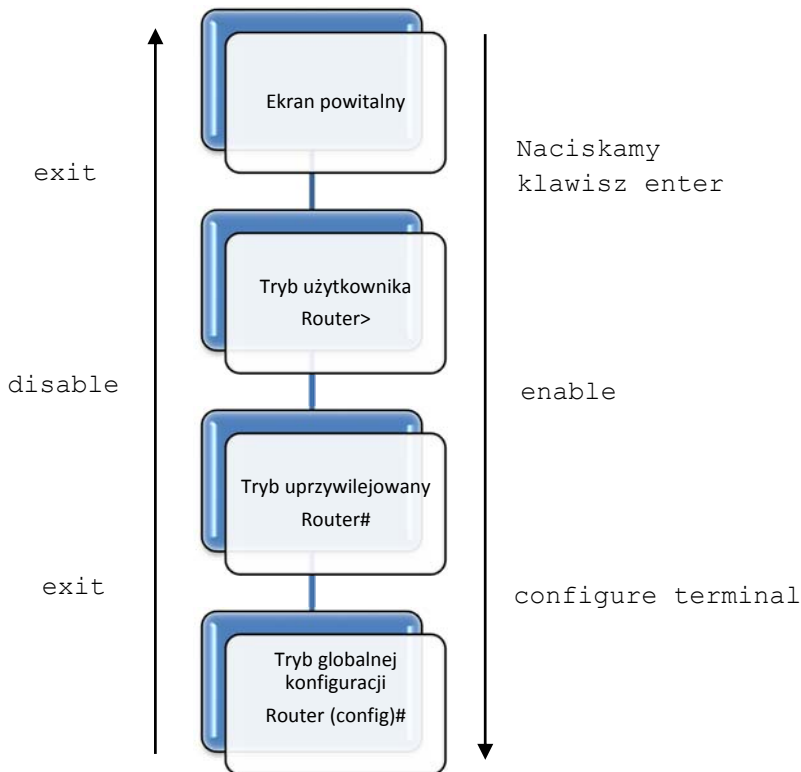 Ekran powitalny
exit
Naciskamy
klawisz enter
Tryb użytkownika
Router>
disable
enable
Tryb uprzywilejowany
Router#
exit
configure terminal
Tryb globalnej
konfiguracji
Router (config)#